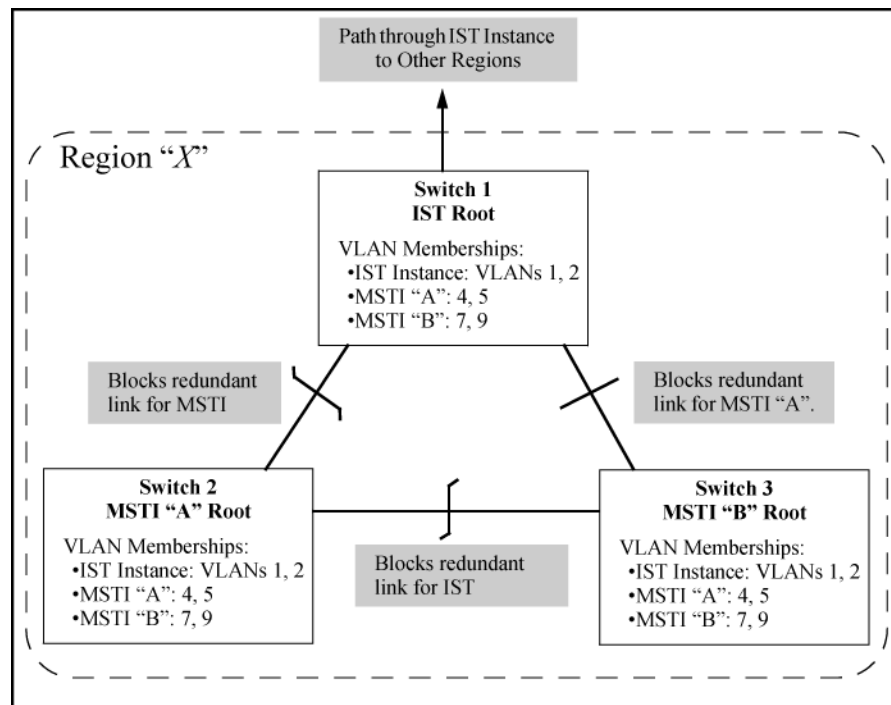 Path through IST Instance
to Other Regions
Region “X”
Switch 1
IST Root
VLAN Memberships:
•IST Instance: VLANs 1, 2
•MSTI “A”: 4, 5
•MSTI “B”: 7, 9
Blocks redundant
link for MSTI
Blocks redundant
link for MSTI “A”.
Switch 2
MSTI “A” Root
VLAN Memberships:
•IST Instance: VLANs 1, 2
•MSTI “A”: 4, 5
•MSTI “B”: 7, 9
Blocks redundant
link for IST
Switch 3
MSTI “B” Root
VLAN Memberships:
•IST Instance: VLANs 1, 2
•MSTI “A”: 4, 5
•MSTI “B”: 7, 9